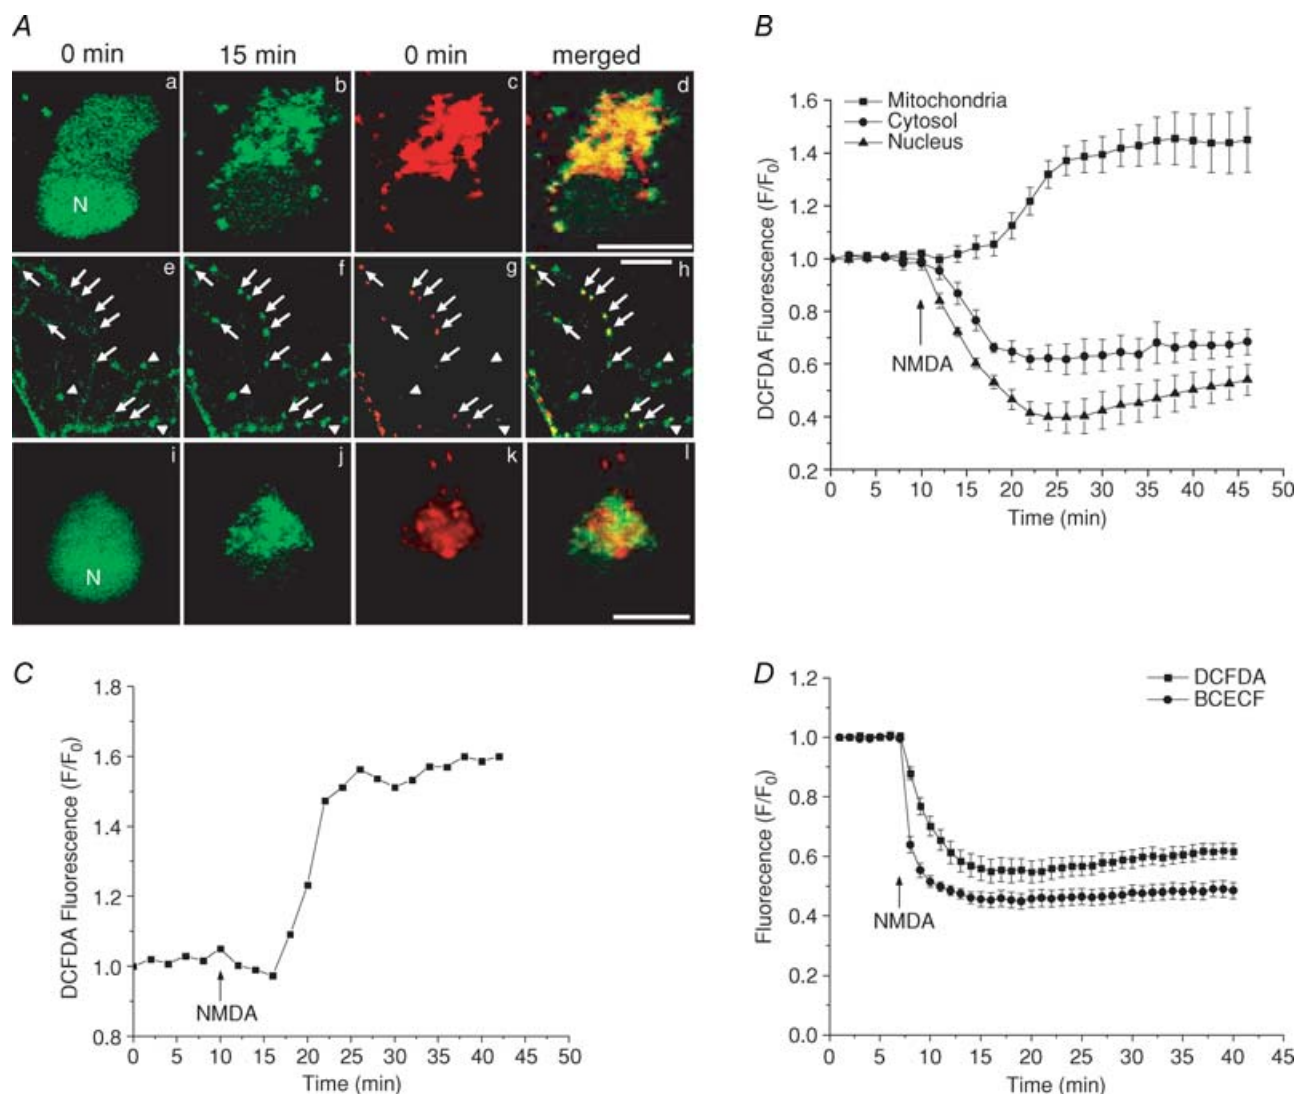 A
0 min 15 min 0 min merged
a b c d
N
e f g h
i j k l
N
B
DCFDA Fluorescence (F/F0)
1.6
1.4
1.2
1.0
0.8
0.6
0.4
0.2
Mitochondria
Cytosol
Nucleus
NMDA
0 5 10 15 20 25 30 35 40 45 50
Time (min)
C
DCFDA Fluorescence (F/F0)
1.8
1.6
1.4
1.2
1.0
0.8
NMDA
0 5 10 15 20 25 30 35 40 45 50
Time (min)
D
Fluorecence (F/F0)
1.2
1.0
0.8
0.6
0.4
0.2
0.0
DCFDA
BCECF
NMDA
0 5 10 15 20 25 30 35 40 45
Time (min)